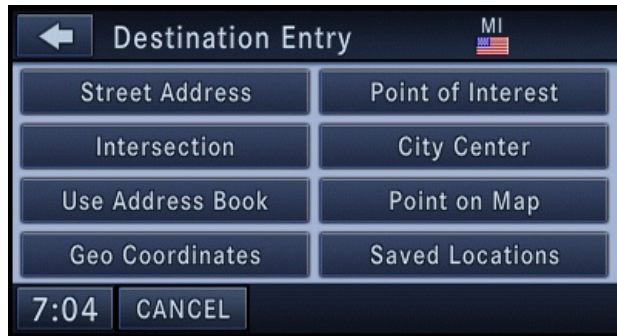 Destination Entry MI
Street Address Point of Interest
Intersection City Center
Use Address Book Point on Map
Geo Coordinates Saved Locations
7:04 CANCEL